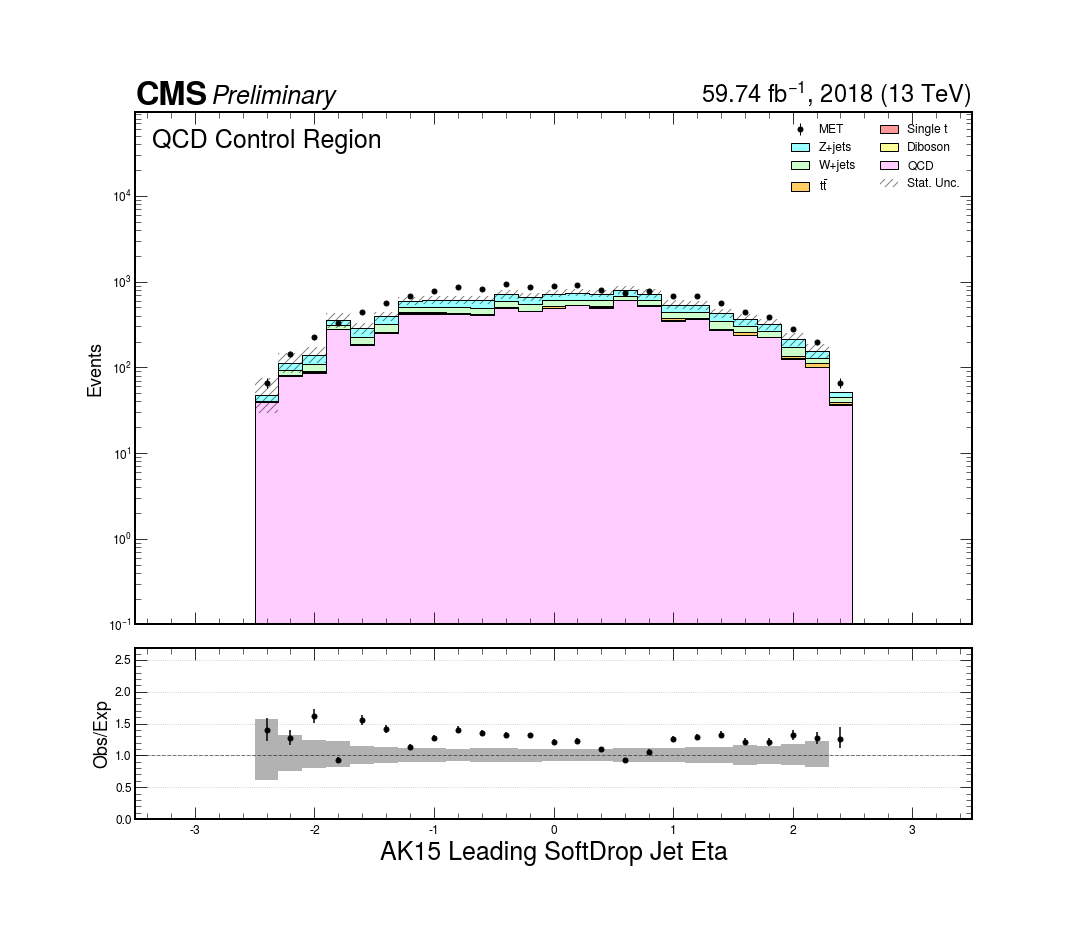 CMS Preliminary
59.74 fb⁻¹, 2018 (13 TeV)
QCD Control Region
MET
Z+jets
W+jets
tt̄
Single t
Diboson
QCD
Stat. Unc.
Events
10⁴
10³
10²
10¹
10⁰
10⁻¹
Obs/Exp
2.5
2.0
1.5
1.0
0.5
0.0
-3 -2 -1 0 1 2 3
AK15 Leading SoftDrop Jet Eta